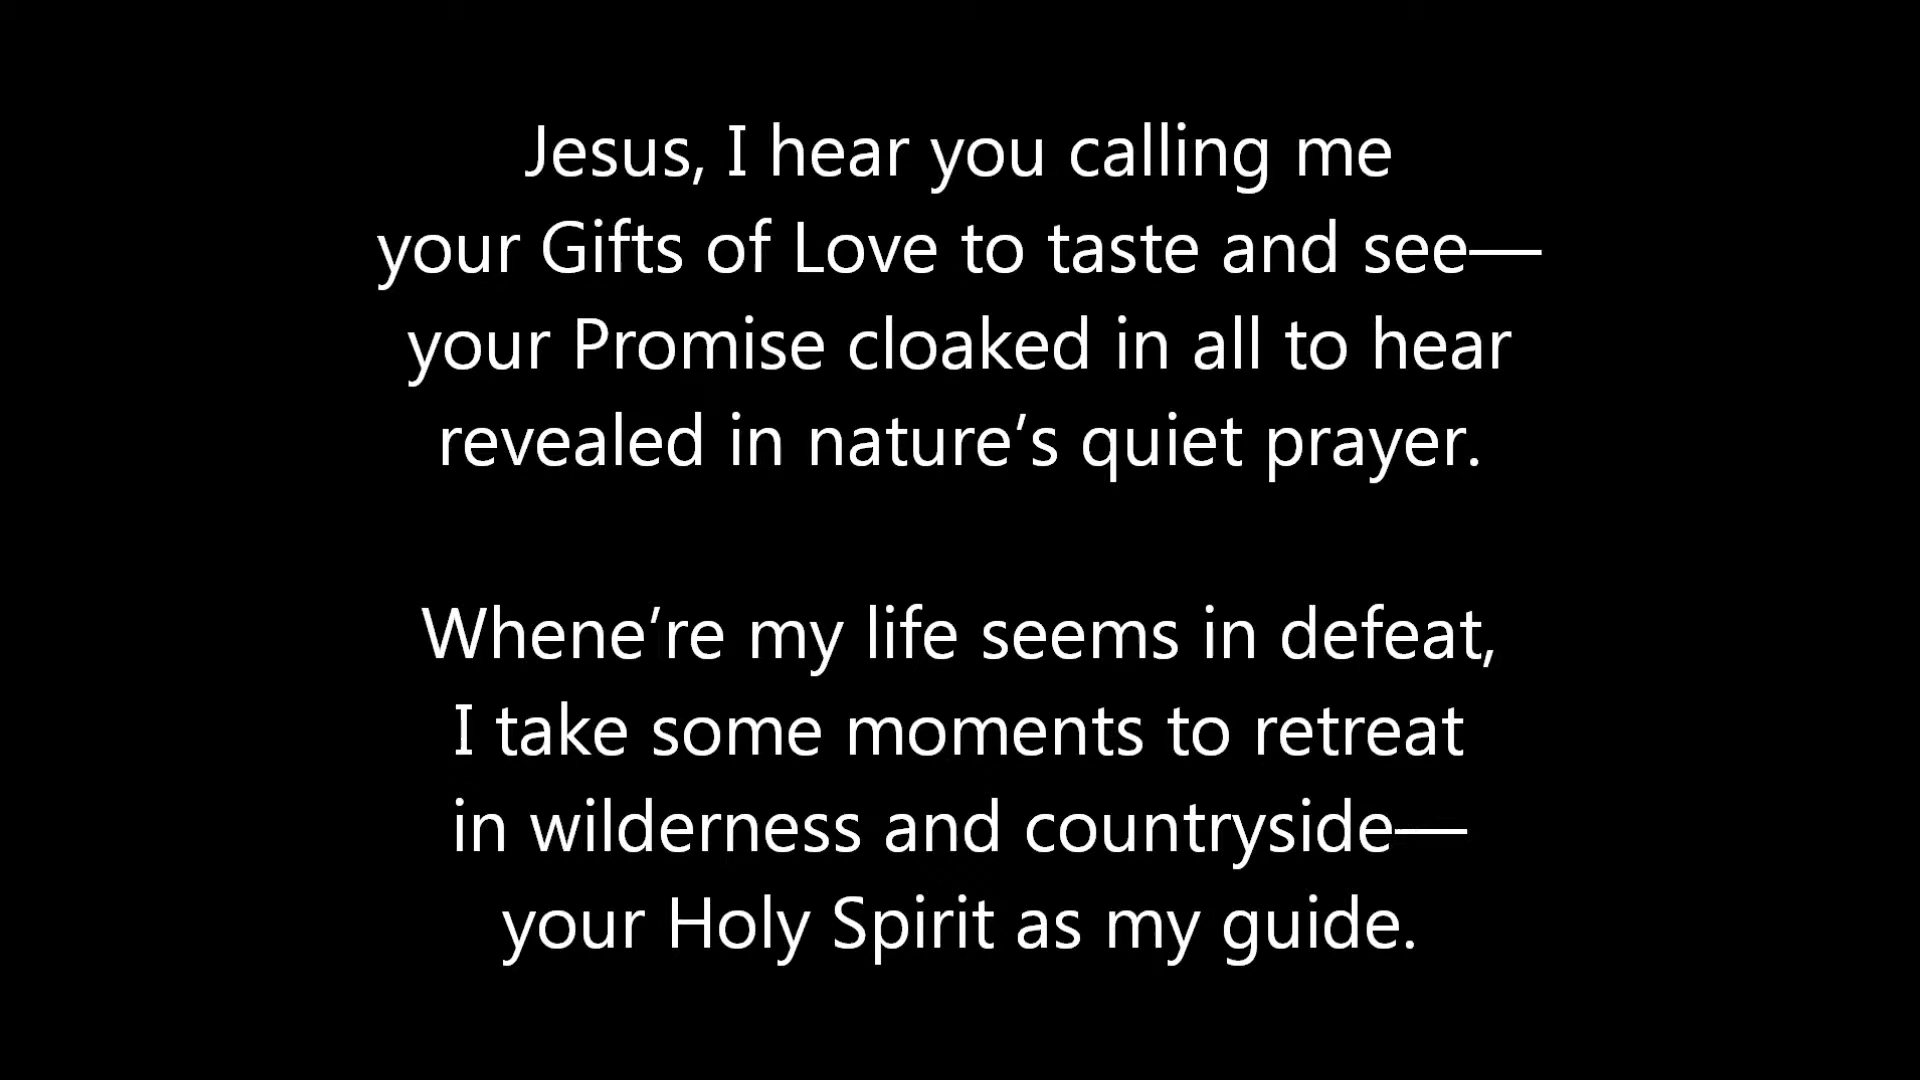 Jesus, I hear you calling me
your Gifts of Love to taste and see—
your Promise cloaked in all to hear
revealed in nature’s quiet prayer.
Whene’re my life seems in defeat,
I take some moments to retreat
in wilderness and countryside—
your Holy Spirit as my guide.